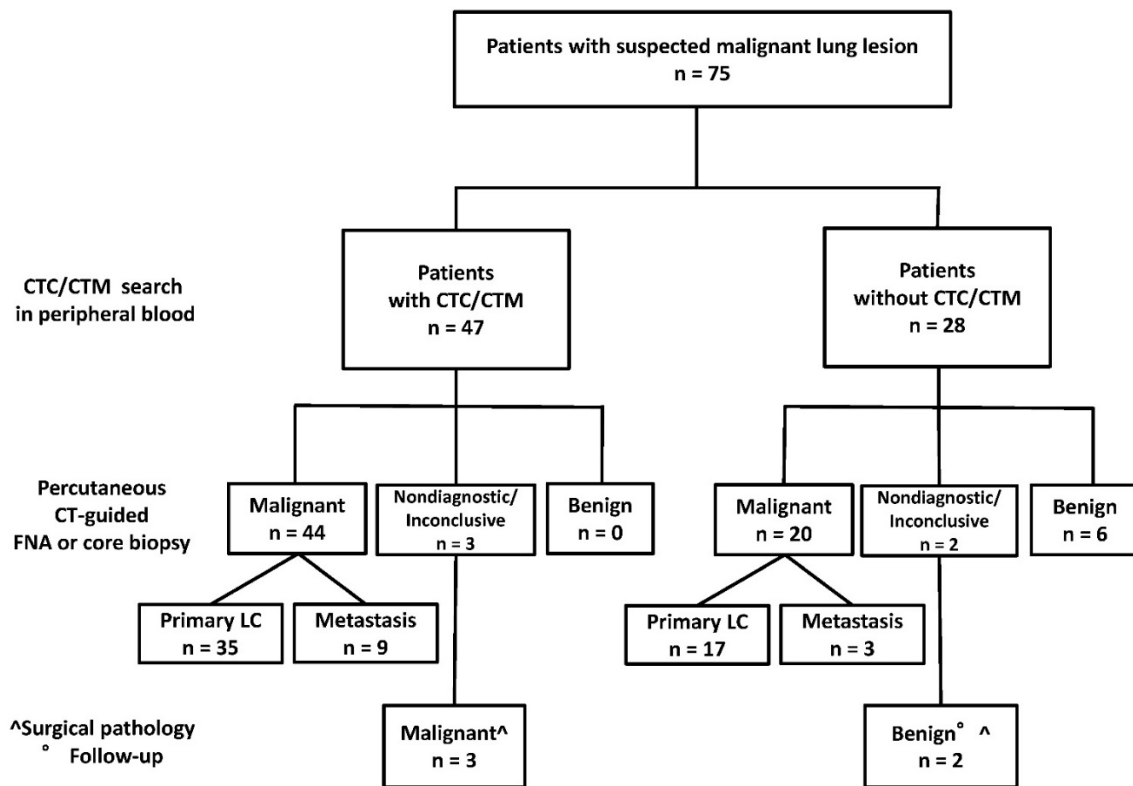 Patients with suspected malignant lung lesion
n = 75
CTC/CTM search
in peripheral blood
Patients
with CTC/CTM
n = 47
Patients
without CTC/CTM
n = 28
Percutaneous
CT-guided
FNA or core biopsy
Malignant
n = 44
Nondiagnostic/
Inconclusive
n = 3
Benign
n = 0
Malignant
n = 20
Nondiagnostic/
Inconclusive
n = 2
Benign
n = 6
Primary LC
n = 35
Metastasis
n = 9
Primary LC
n = 17
Metastasis
n = 3
^Surgical pathology
° Follow-up
Malignant^
n = 3
Benign° ^
n = 2